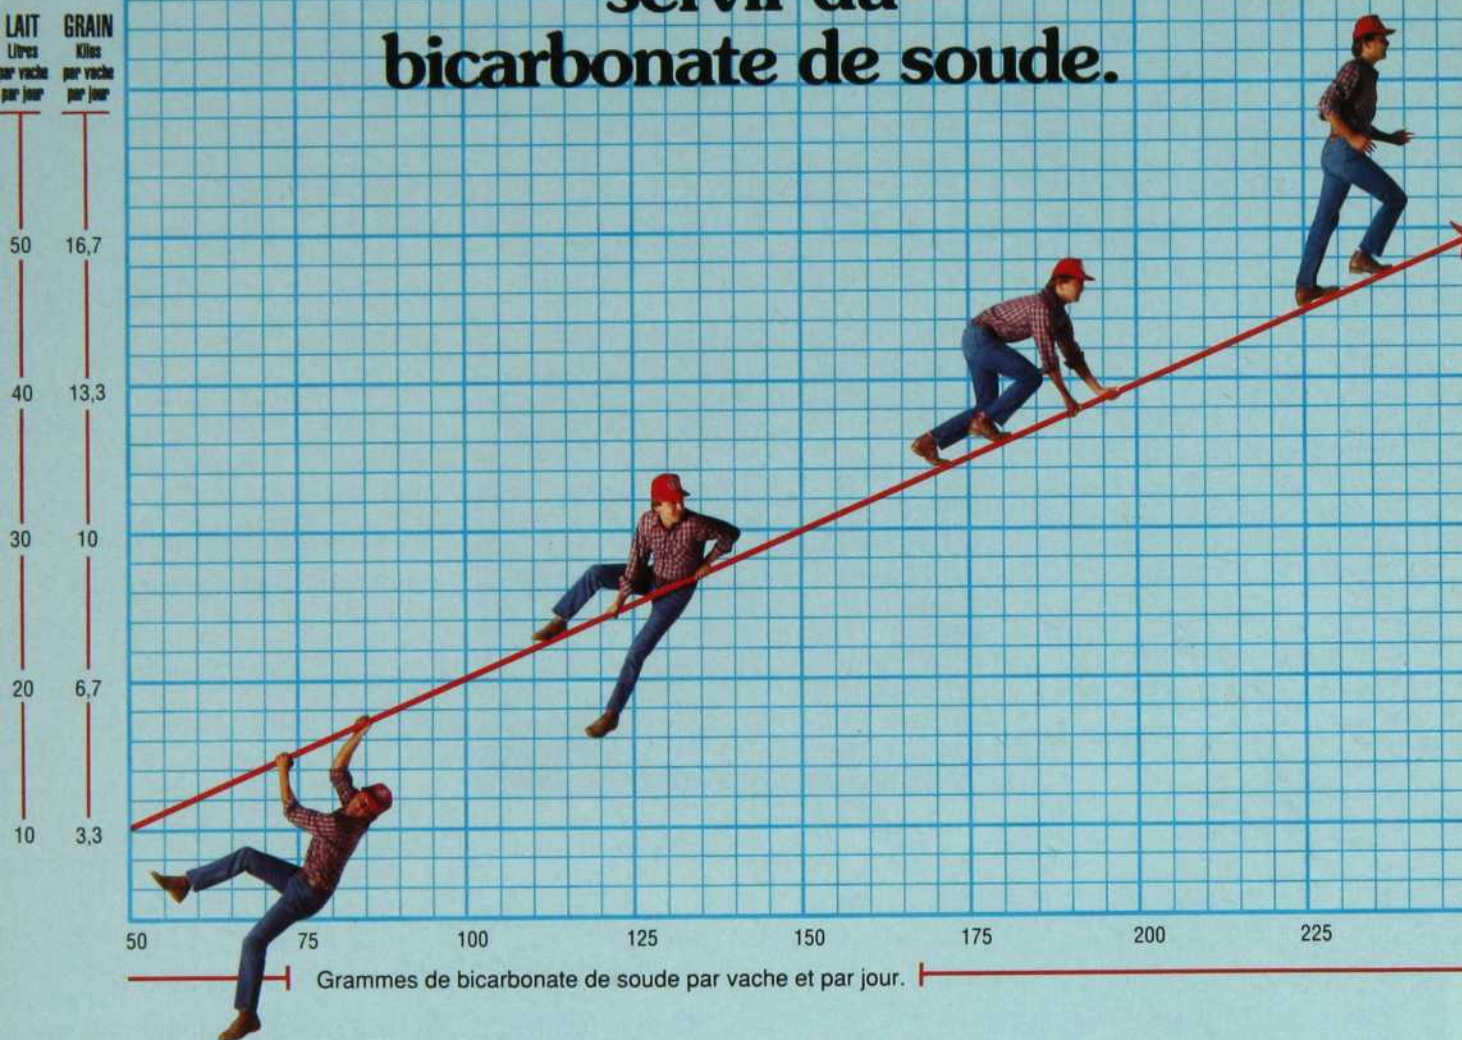 servir du
bicarbonate de soude.
LAIT
Litres
par vache
par jour
GRAIN
Kilos
par vache
par jour
50 16,7
40 13,3
30 10
20 6,7
10 3,3
50 75 100 125 150 175 200 225
Grammes de bicarbonate de soude par vache et par jour.